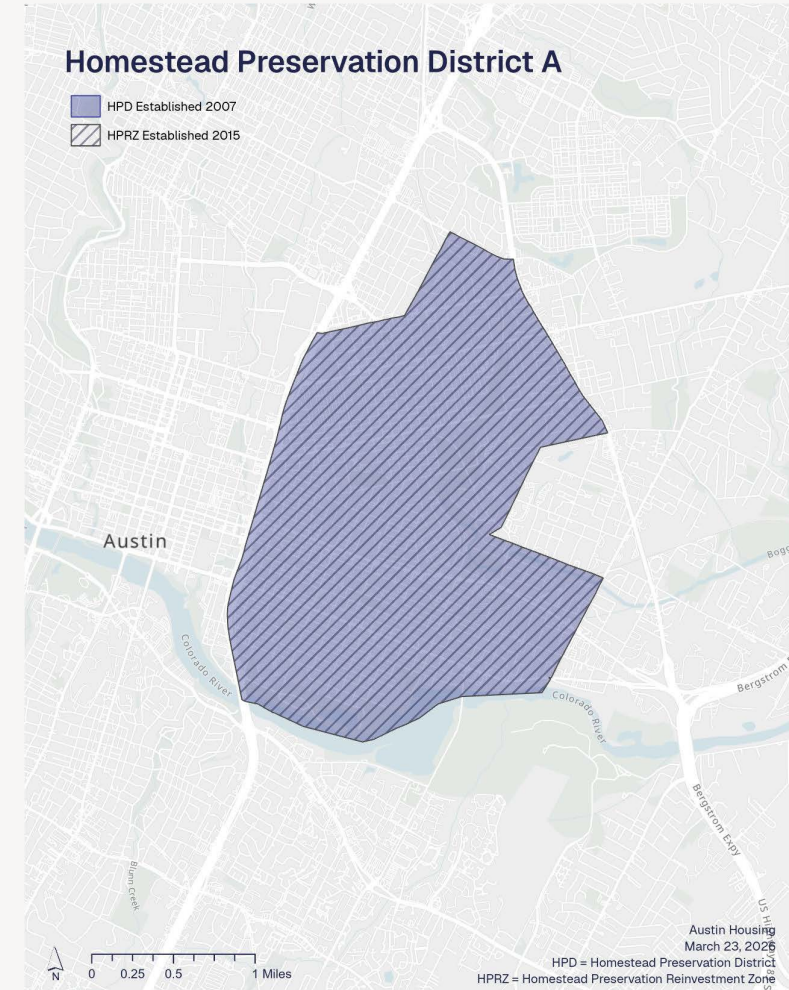 Homestead Preservation District A
HPD Established 2007
HPRZ Established 2015
Austin
Colorado River
Colorado River
Bergstrom
Bergstrom Expy
Blunn Creek
Austin Housing
March 23, 2026
HPD = Homestead Preservation District
HPRZ = Homestead Preservation Reinvestment Zone
N
0 0.25 0.5 1 Miles